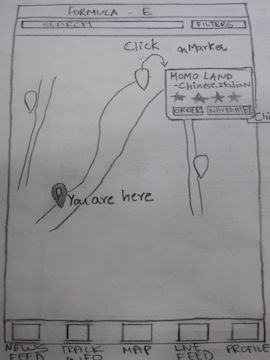 FORMULA - E
SEARCH FILTERS
Click on Marker
MOMO LAND
-Chinese,Italian
ORDER NAVIGATE
Cli
You are here
NEWS FEED
TRACK INFO
MAP
LIVE FEED
PROFILE